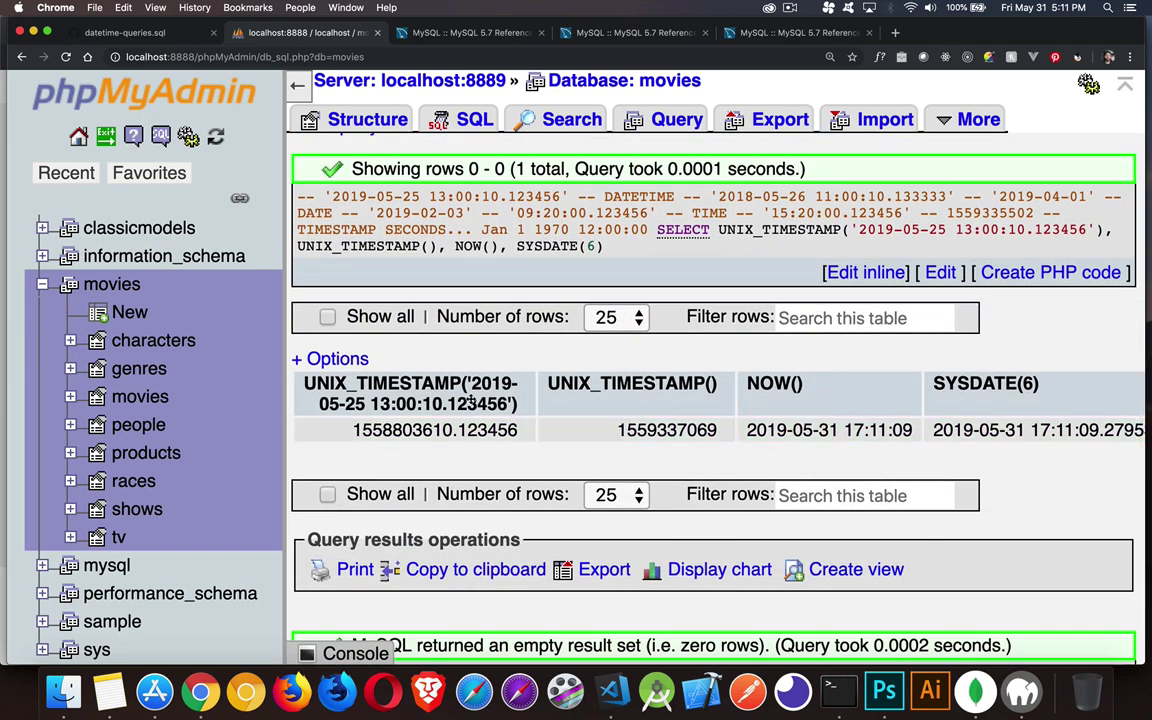 Chrome File Edit View History Bookmarks People Window Help 100% Fri May 31 5:11 PM
datetime-queries.sql localhost:8888 / localhost / mo MySQL :: MySQL 5.7 Referenc MySQL :: MySQL 5.7 Referenc MySQL :: MySQL 5.7 Referenc
localhost:8888/phpMyAdmin/db_sql.php?db=movies
phpMyAdmin
Recent Favorites
classicmodels
information_schema
movies
New
characters
genres
movies
people
products
races
shows
tv
mysql
performance_schema
sample
sys
Server: localhost:8889 » Database: movies
Structure SQL Search Query Export Import More
Showing rows 0 - 0 (1 total, Query took 0.0001 seconds.)
-- '2019-05-25 13:00:10.123456' -- DATETIME -- '2018-05-26 11:00:10.133333' -- '2019-04-01' --
DATE -- '2019-02-03' -- '09:20:00.123456' -- TIME -- '15:20:00.123456' -- 1559335502 --
TIMESTAMP SECONDS... Jan 1 1970 12:00:00 SELECT UNIX_TIMESTAMP('2019-05-25 13:00:10.123456'),
UNIX_TIMESTAMP(), NOW(), SYSDATE(6)
[Edit inline] [ Edit ] [ Create PHP code ]
Show all | Number of rows: 25 Filter rows: Search this table
+ Options
UNIX_TIMESTAMP('2019-
05-25 13:00:10.123456') UNIX_TIMESTAMP() NOW() SYSDATE(6)
1558803610.123456 1559337069 2019-05-31 17:11:09 2019-05-31 17:11:09.2795
Show all | Number of rows: 25 Filter rows: Search this table
Query results operations
Print Copy to clipboard Export Display chart Create view
MySQL returned an empty result set (i.e. zero rows). (Query took 0.0002 seconds.)
Console
Ps Ai